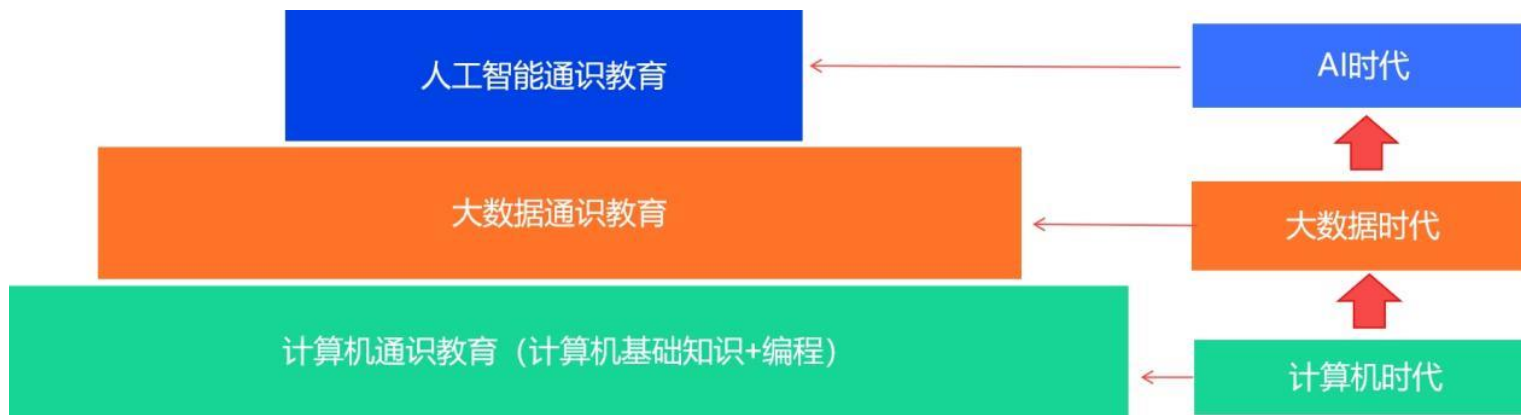 人工智能通识教育
AI时代
大数据通识教育
大数据时代
计算机通识教育（计算机基础知识+编程）
计算机时代